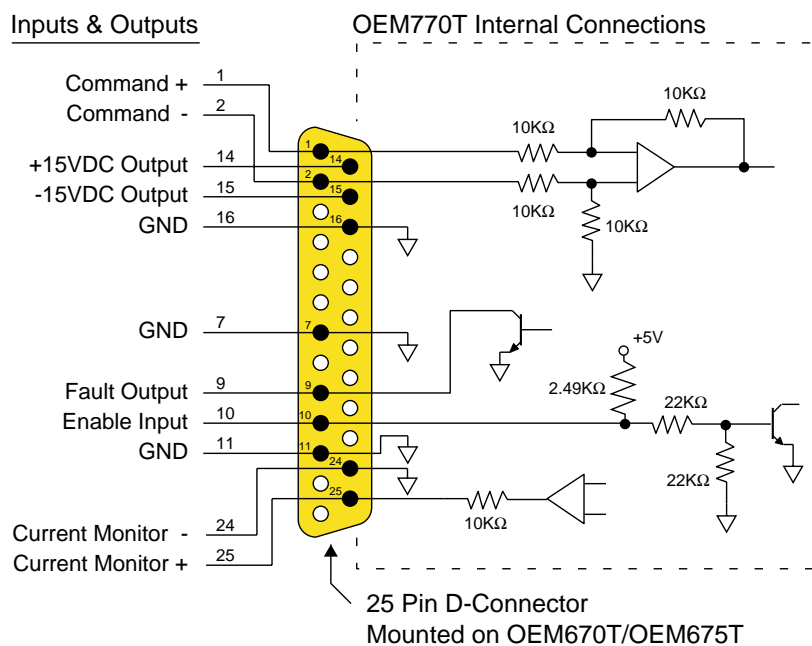 Inputs & Outputs
OEM770T Internal Connections
Command + 1
Command - 2
+15VDC Output 14
-15VDC Output 15
GND 16
GND 7
Fault Output 9
Enable Input 10
GND 11
Current Monitor - 24
Current Monitor + 25
1
14
2
15
16
7
9
10
11
24
25
10KΩ
10KΩ
10KΩ
10KΩ
+5V
2.49KΩ
22KΩ
22KΩ
10KΩ
25 Pin D-Connector
Mounted on OEM670T/OEM675T